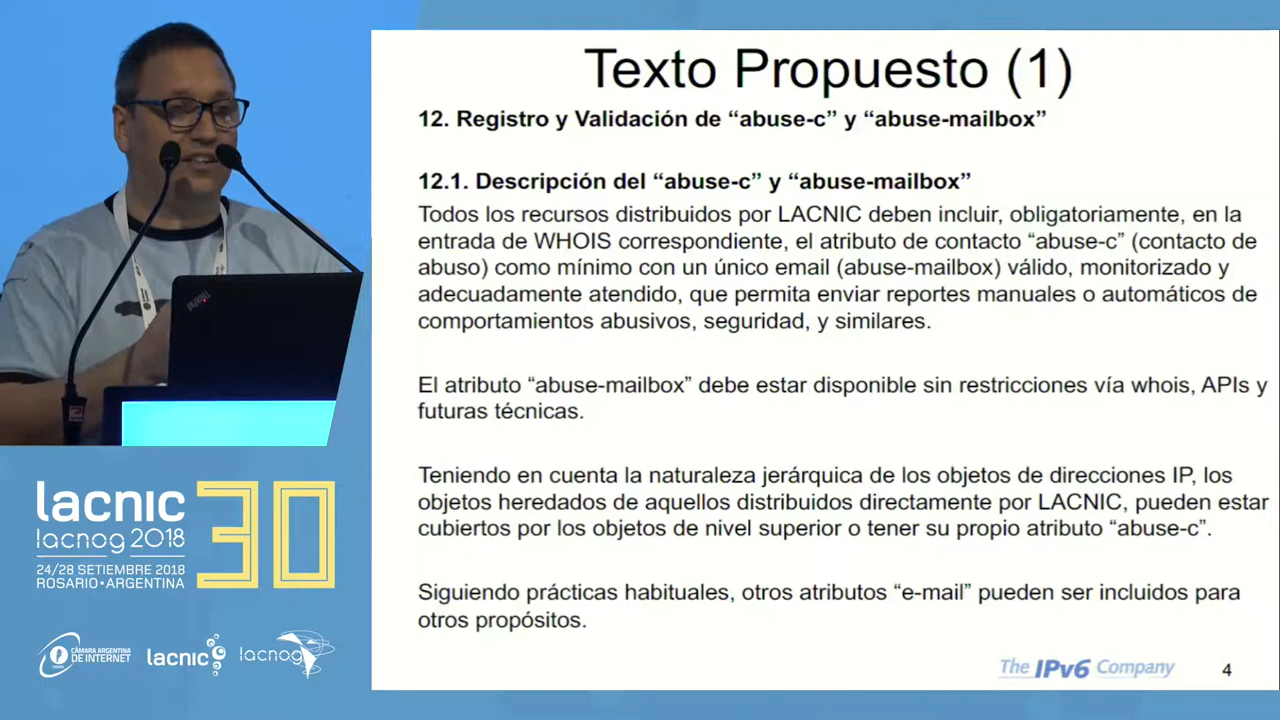 Texto Propuesto (1)
12. Registro y Validación de “abuse-c” y “abuse-mailbox”
12.1. Descripción del “abuse-c” y “abuse-mailbox”
Todos los recursos distribuidos por LACNIC deben incluir, obligatoriamente, en la
entrada de WHOIS correspondiente, el atributo de contacto “abuse-c” (contacto de
abuso) como mínimo con un único email (abuse-mailbox) válido, monitorizado y
adecuadamente atendido, que permita enviar reportes manuales o automáticos de
comportamientos abusivos, seguridad, y similares.
El atributo “abuse-mailbox” debe estar disponible sin restricciones vía whois, APIs y
futuras técnicas.
Teniendo en cuenta la naturaleza jerárquica de los objetos de direcciones IP, los
objetos heredados de aquellos distribuidos directamente por LACNIC, pueden estar
cubiertos por los objetos de nivel superior o tener su propio atributo “abuse-c”.
Siguiendo prácticas habituales, otros atributos “e-mail” pueden ser incluidos para
otros propósitos.
The IPv6 Company
4
lacnic 30
lacnog 2018
24/28 SETIEMBRE 2018
ROSARIO • ARGENTINA
CÁMARA ARGENTINA
DE INTERNET
lacnic
lacnog